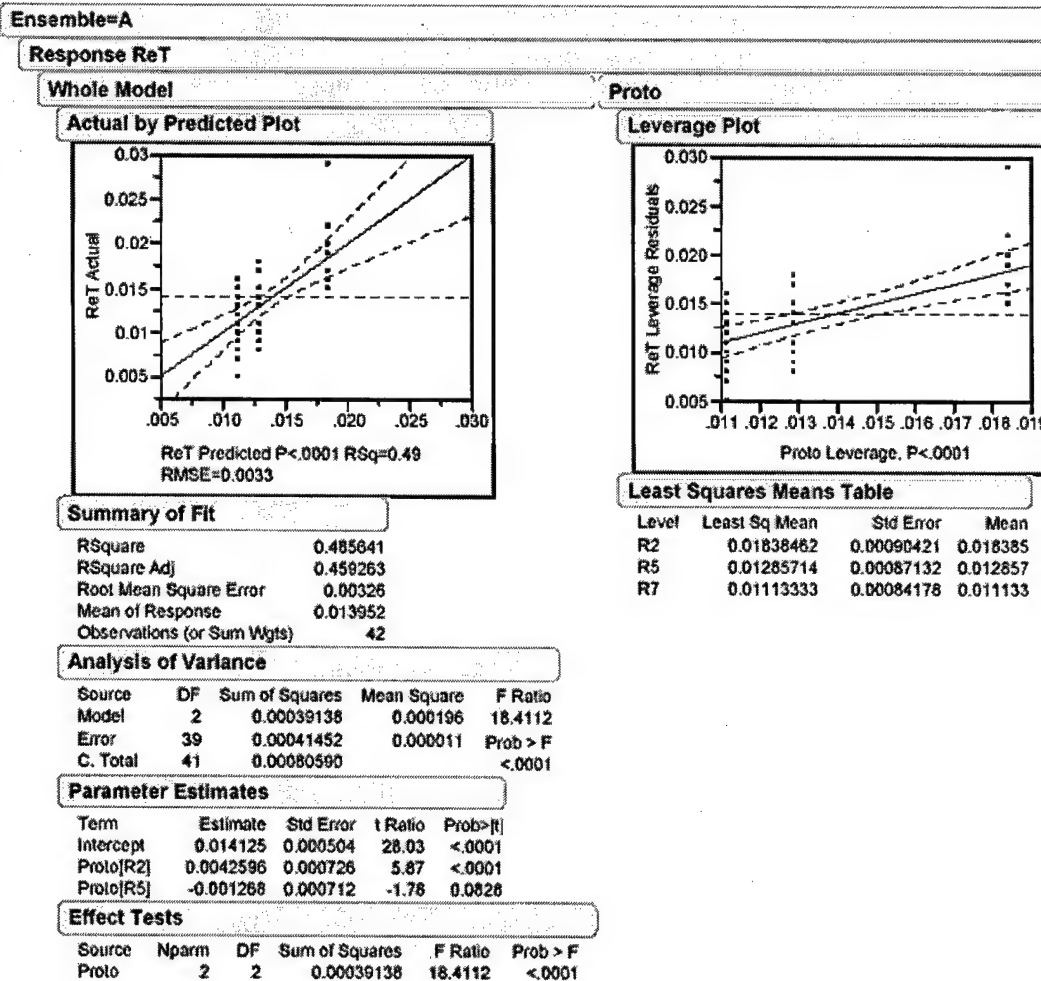 Ensemble=A
Response ReT
Whole Model
Actual by Predicted Plot
ReT Actual
0.03
0.025
0.02
0.015
0.01
0.005
.005 .010 .015 .020 .025 .030
ReT Predicted P<.0001 RSq=0.49
RMSE=0.0033
Summary of Fit
RSquare 0.485641
RSquare Adj 0.459263
Root Mean Square Error 0.00326
Mean of Response 0.013952
Observations (or Sum Wgts) 42
Analysis of Variance
Source DF Sum of Squares Mean Square F Ratio
Model 2 0.00039138 0.000196 18.4112
Error 39 0.00041452 0.000011 Prob > F
C. Total 41 0.00080590 <.0001
Parameter Estimates
Term Estimate Std Error t Ratio Prob>|t|
Intercept 0.014125 0.000504 28.03 <.0001
Proto[R2] 0.0042596 0.000726 5.87 <.0001
Proto[R5] -0.001268 0.000712 -1.78 0.0828
Effect Tests
Source Nparm DF Sum of Squares F Ratio Prob > F
Proto 2 2 0.00039138 18.4112 <.0001
Proto
Leverage Plot
ReT Leverage Residuals
0.030
0.025
0.020
0.015
0.010
0.005
.011 .012 .013 .014 .015 .016 .017 .018 .019
Proto Leverage, P<.0001
Least Squares Means Table
Level Least Sq Mean Std Error Mean
R2 0.01838462 0.00090421 0.018385
R5 0.01285714 0.00087132 0.012857
R7 0.01113333 0.00084178 0.011133